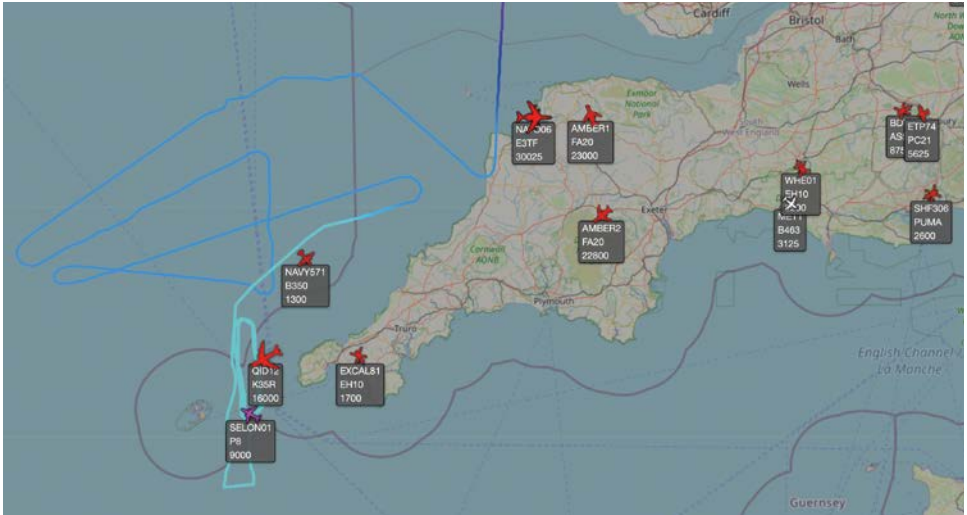 Cardiff
Bristol
Bath
Wells
Exmoor
National
Park
South
West England
NATO06
E3TF
30025
AMBER1
FA20
23000
ETP74
PC21
5625
WHE01
EH10
B463
3125
SHF306
PUMA
2600
Exeter
AMBER2
FA20
22800
Cornwall
AONB
NAVY571
B350
1300
Plymouth
Truro
QID12
K35R
16000
EXCAL81
EH10
1700
English Channel /
La Manche
SELON01
P8
9000
Guernsey